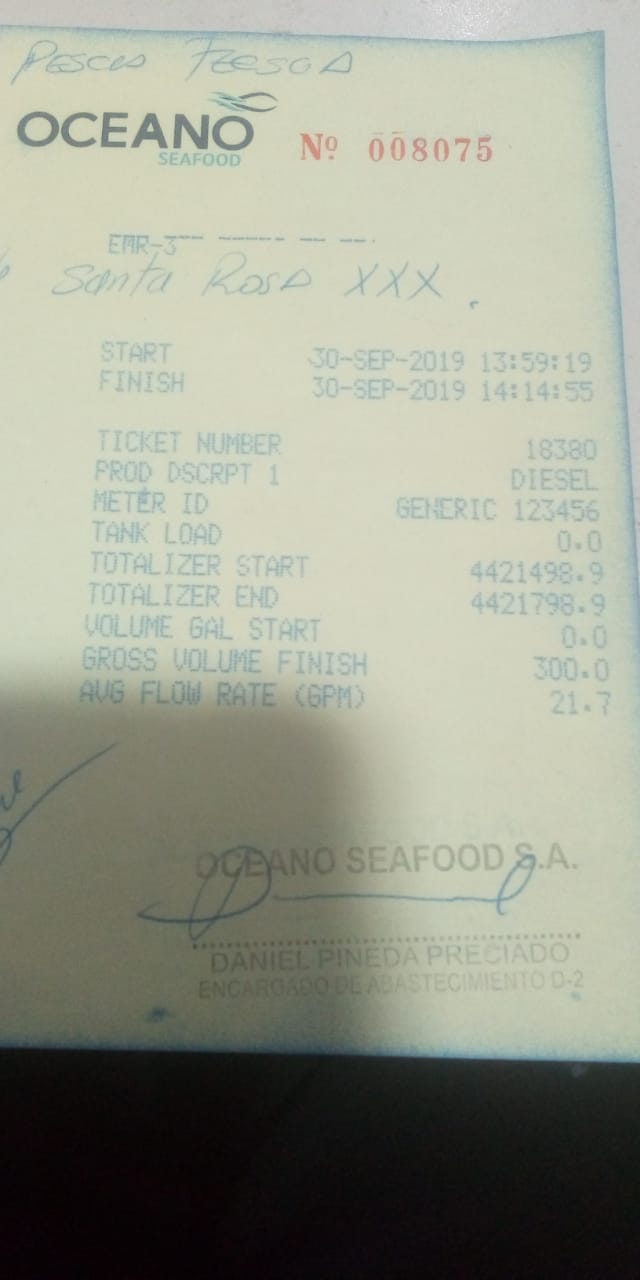 PESCA FRESCA
OCEANO
SEAFOOD
Nº 008075
EMR-3
Santa Rosa XXX.
START 30-SEP-2019 13:59:19
FINISH 30-SEP-2019 14:14:55
TICKET NUMBER 18380
PROD DSCRPT 1 DIESEL
METER ID GENERIC 123456
TANK LOAD 0.0
TOTALIZER START 4421498.9
TOTALIZER END 4421798.9
VOLUME GAL START 0.0
GROSS VOLUME FINISH 300.0
AVG FLOW RATE (GPM) 21.7
OCEANO SEAFOOD S.A.
DANIEL PINEDA PRECIADO
ENCARGADO DE ABASTECIMIENTO D-2